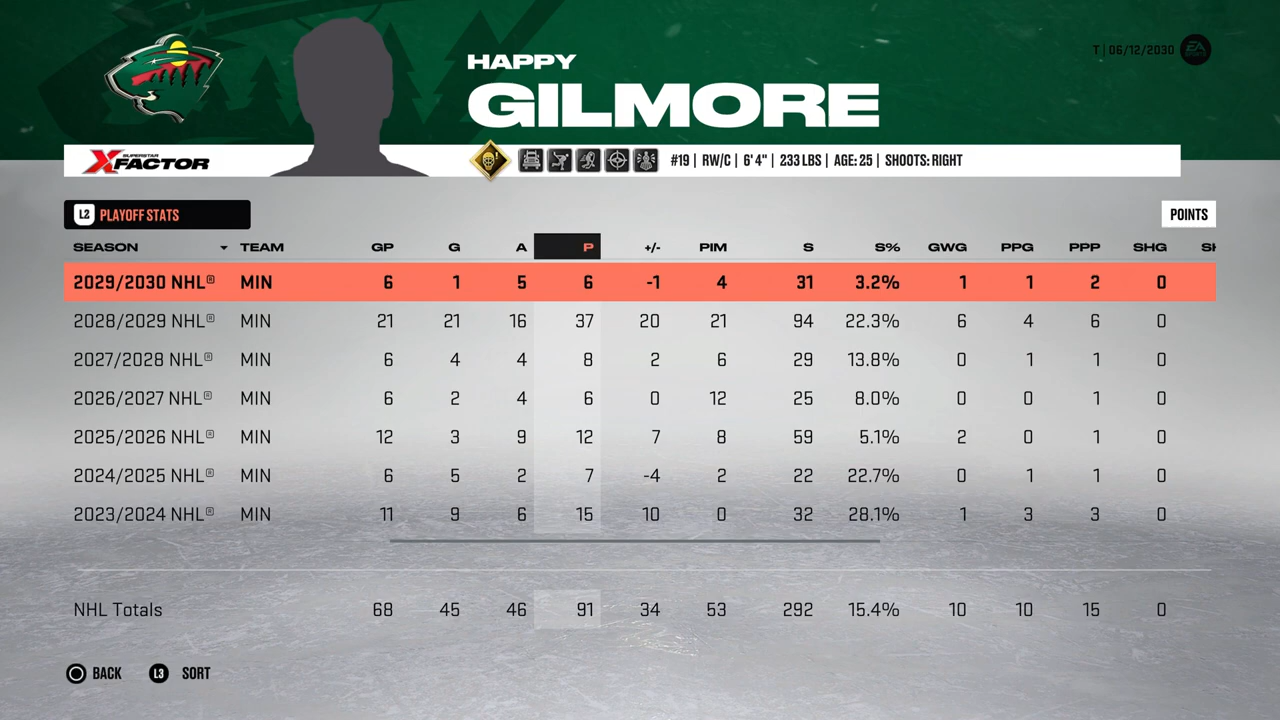 HAPPY
GILMORE
T | 06/12/2030 EA SPORTS
SUPERSTAR
XFACTOR
#19 | RW/C | 6' 4" | 233 LBS | AGE: 25 | SHOOTS: RIGHT
L2 PLAYOFF STATS POINTS
SEASON TEAM GP G A P +/- PIM S S% GWG PPG PPP SHG SH
2029/2030 NHL® MIN 6 1 5 6 -1 4 31 3.2% 1 1 2 0
2028/2029 NHL® MIN 21 21 16 37 20 21 94 22.3% 6 4 6 0
2027/2028 NHL® MIN 6 4 4 8 2 6 29 13.8% 0 1 1 0
2026/2027 NHL® MIN 6 2 4 6 0 12 25 8.0% 0 0 1 0
2025/2026 NHL® MIN 12 3 9 12 7 8 59 5.1% 2 0 1 0
2024/2025 NHL® MIN 6 5 2 7 -4 2 22 22.7% 0 1 1 0
2023/2024 NHL® MIN 11 9 6 15 10 0 32 28.1% 1 3 3 0
NHL Totals 68 45 46 91 34 53 292 15.4% 10 10 15 0
BACK L3 SORT